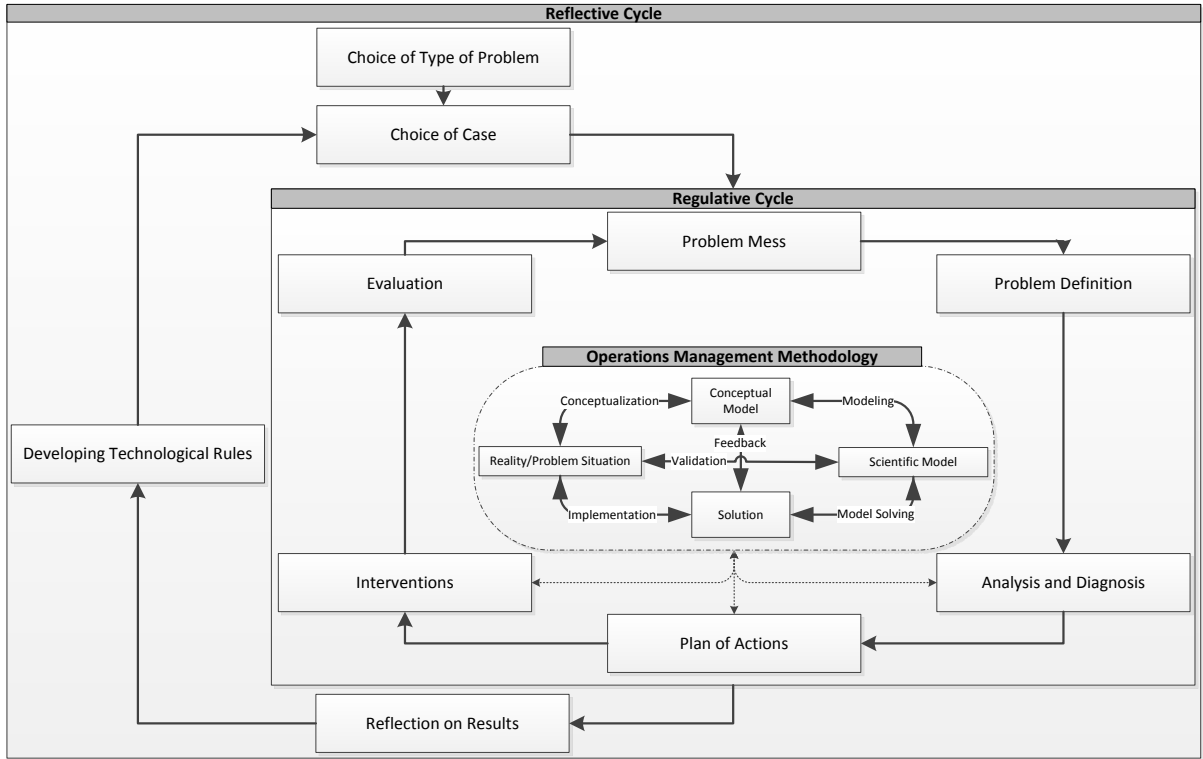 Reflective Cycle
Choice of Type of Problem
Choice of Case
Regulative Cycle
Problem Mess
Evaluation
Problem Definition
Operations Management Methodology
Conceptual
Model
Conceptualization
Modeling
Feedback
Developing Technological Rules
Reality/Problem Situation
Validation
Scientific Model
Implementation
Solution
Model Solving
Interventions
Analysis and Diagnosis
Plan of Actions
Reflection on Results